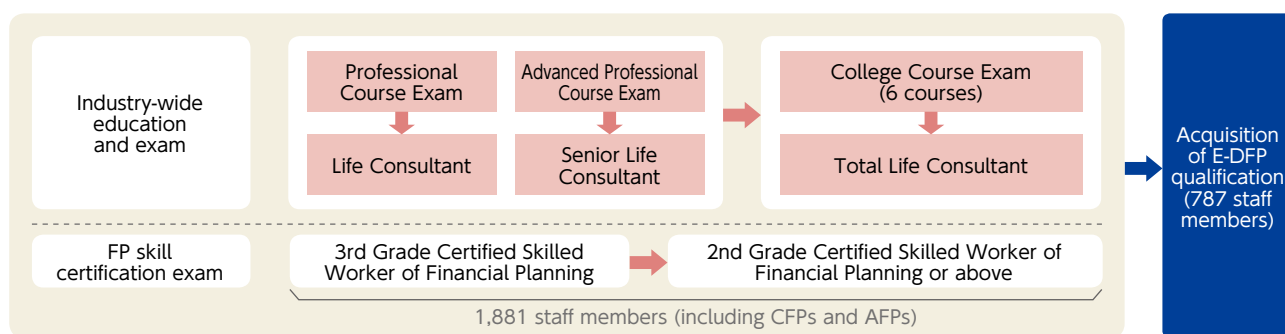 Industry-wide
education
and exam
Professional
Course Exam
Life Consultant
Advanced Professional
Course Exam
Senior Life
Consultant
College Course Exam
(6 courses)
Total Life Consultant
FP skill
certification exam
3rd Grade Certified Skilled
Worker of Financial Planning
2nd Grade Certified Skilled Worker of
Financial Planning or above
1,881 staff members (including CFPs and AFPs)
Acquisition
of E-DFP
qualification
(787 staff
members)